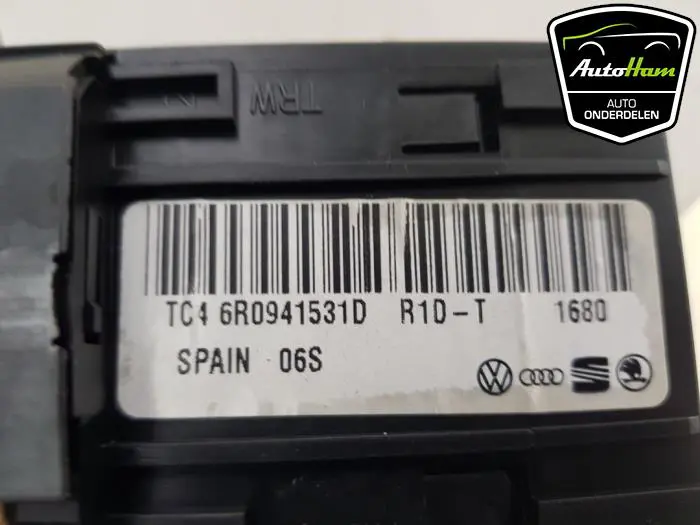 AutoHam
AUTO
ONDERDELEN
TRW
TC4 6R0941531D R1D-T 1680
SPAIN 06S